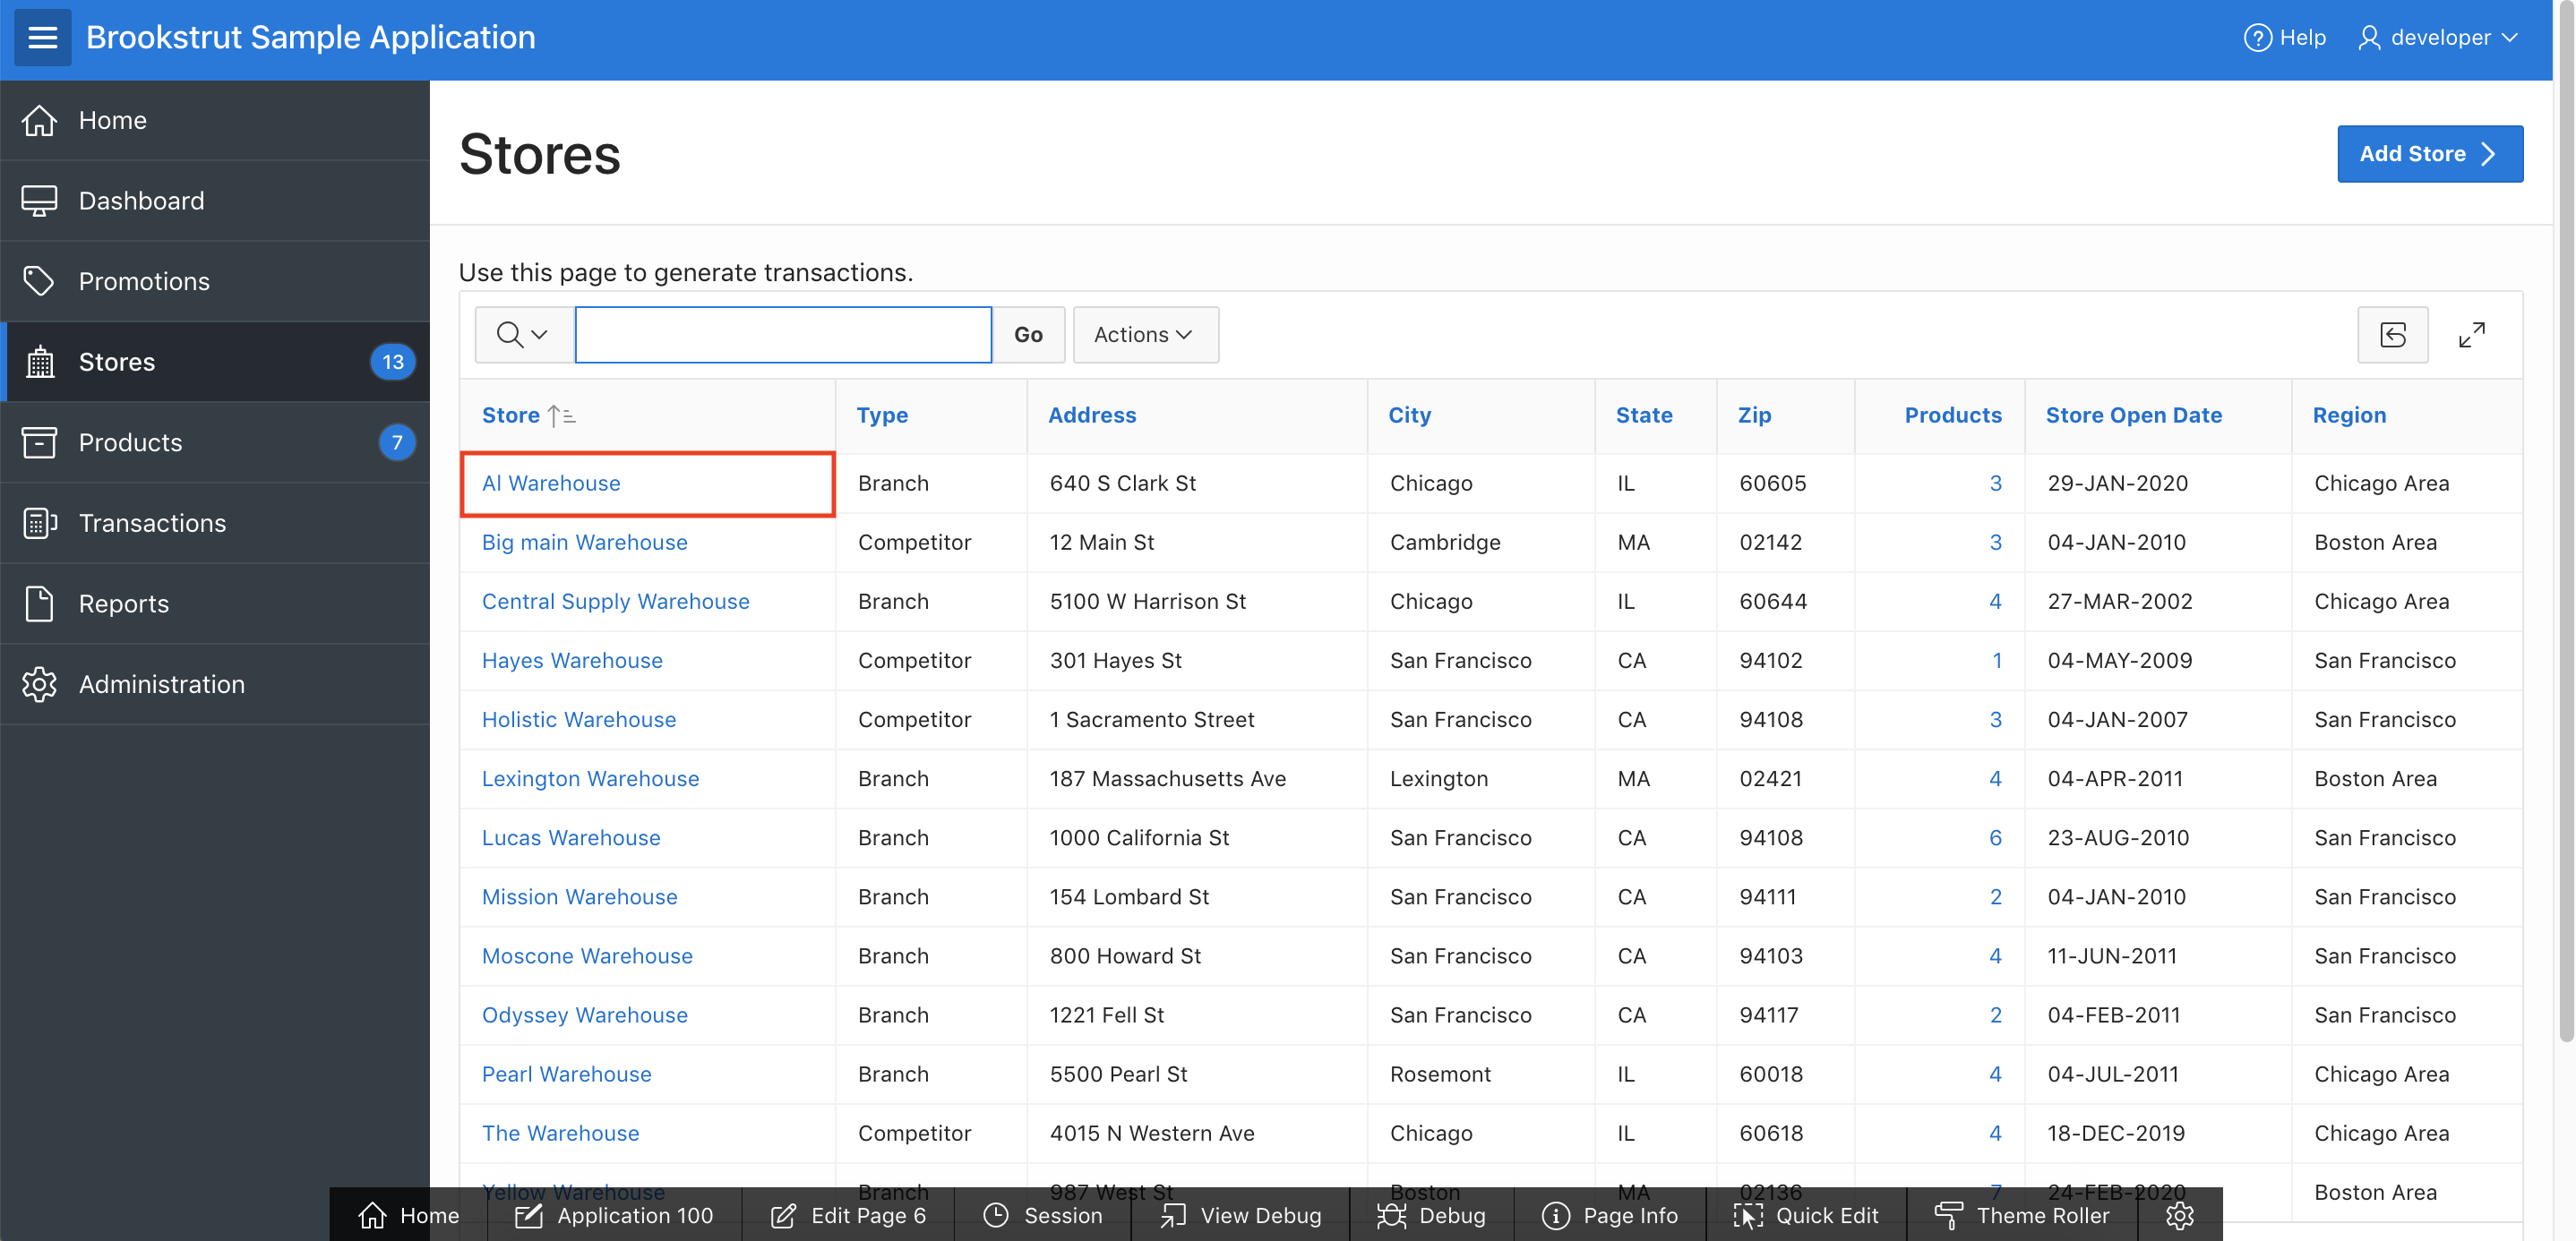 Brookstrut Sample Application
Help
developer
Home
Dashboard
Promotions
Stores 13
Products 7
Transactions
Reports
Administration
Stores
Add Store
Use this page to generate transactions.
Go
Actions
Store Type Address City State Zip Products Store Open Date Region
Al Warehouse Branch 640 S Clark St Chicago IL 60605 3 29-JAN-2020 Chicago Area
Big main Warehouse Competitor 12 Main St Cambridge MA 02142 3 04-JAN-2010 Boston Area
Central Supply Warehouse Branch 5100 W Harrison St Chicago IL 60644 4 27-MAR-2002 Chicago Area
Hayes Warehouse Competitor 301 Hayes St San Francisco CA 94102 1 04-MAY-2009 San Francisco
Holistic Warehouse Competitor 1 Sacramento Street San Francisco CA 94108 3 04-JAN-2007 San Francisco
Lexington Warehouse Branch 187 Massachusetts Ave Lexington MA 02421 4 04-APR-2011 Boston Area
Lucas Warehouse Branch 1000 California St San Francisco CA 94108 6 23-AUG-2010 San Francisco
Mission Warehouse Branch 154 Lombard St San Francisco CA 94111 2 04-JAN-2010 San Francisco
Moscone Warehouse Branch 800 Howard St San Francisco CA 94103 4 11-JUN-2011 San Francisco
Odyssey Warehouse Branch 1221 Fell St San Francisco CA 94117 2 04-FEB-2011 San Francisco
Pearl Warehouse Branch 5500 Pearl St Rosemont IL 60018 4 04-JUL-2011 Chicago Area
The Warehouse Competitor 4015 N Western Ave Chicago IL 60618 4 18-DEC-2019 Chicago Area
Yellow Warehouse Branch 987 West St Boston MA 02136 7 24-FEB-2020 Boston Area
Home Application 100 Edit Page 6 Session View Debug Debug Page Info Quick Edit Theme Roller